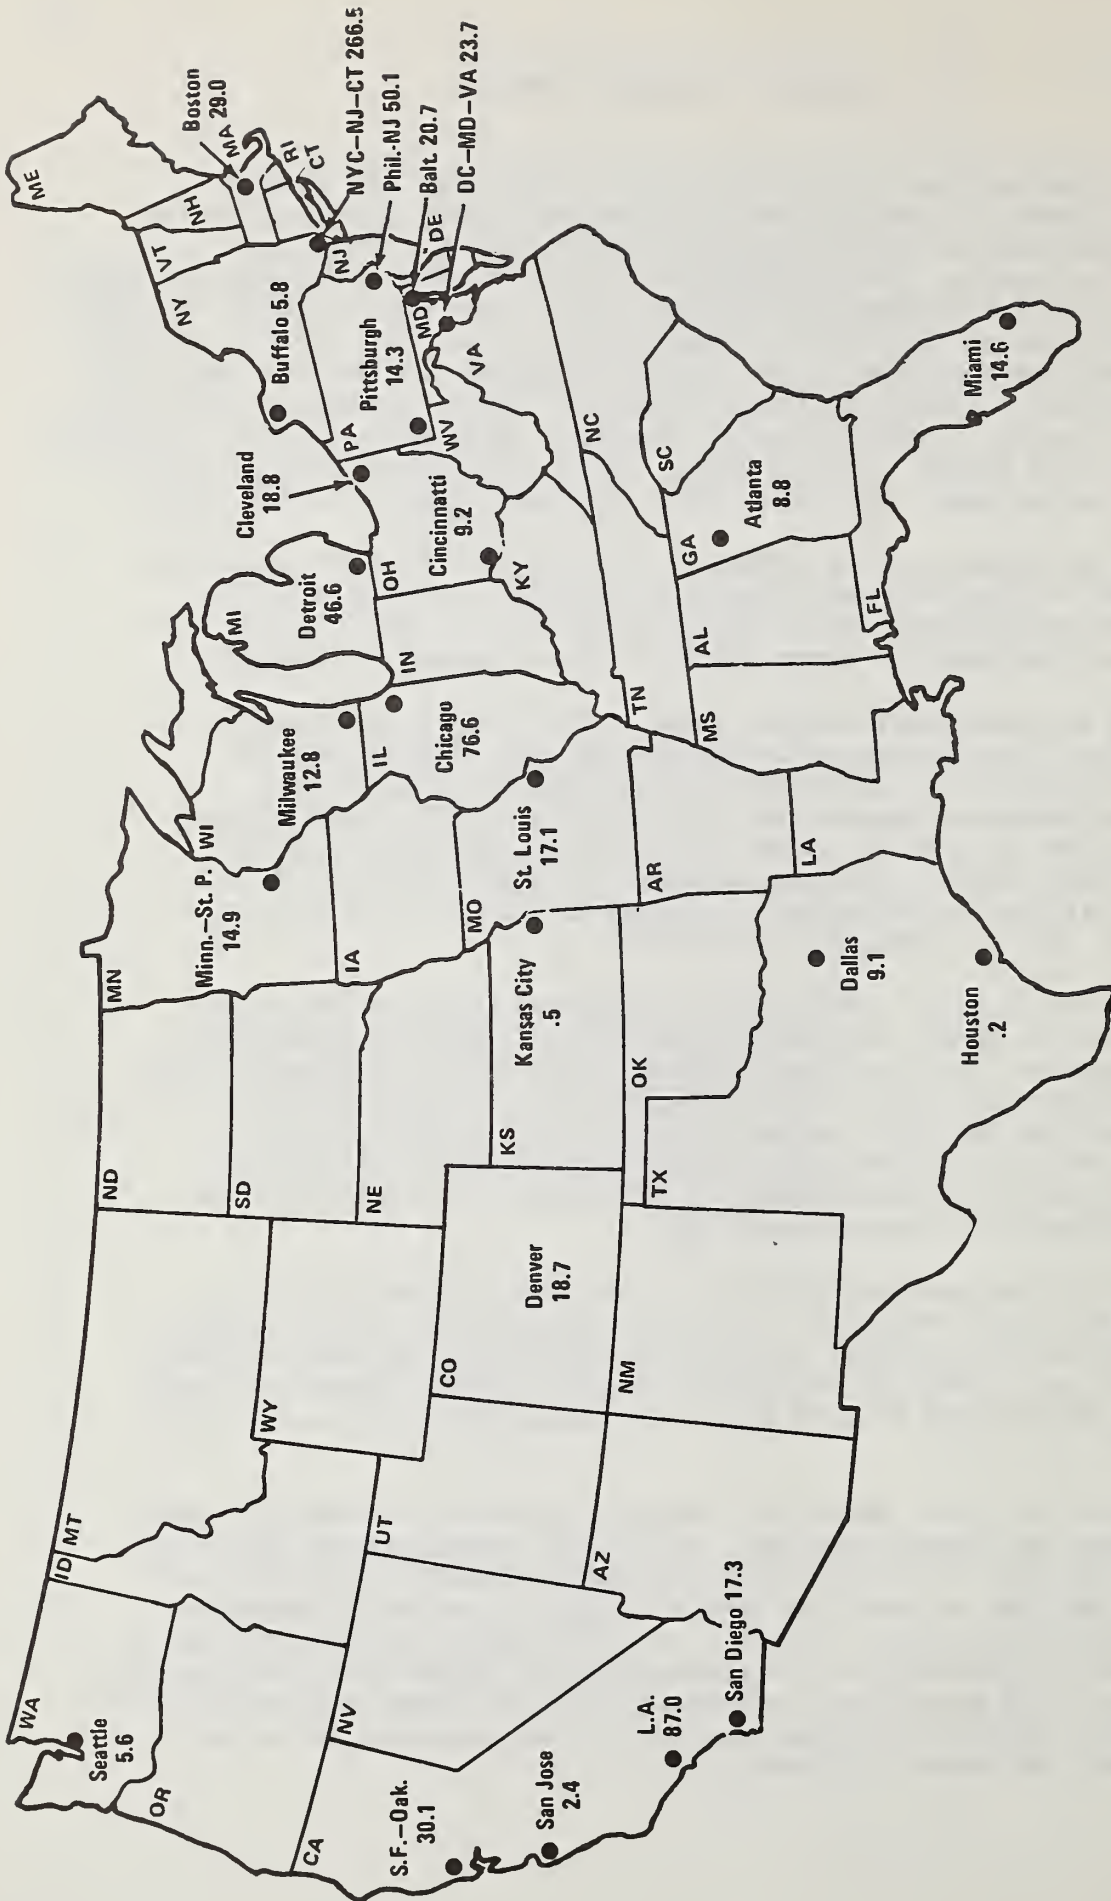 WA
Seattle
5.6
OR
CA
S.F.–Oak.
30.1
San Jose
2.4
L.A.
87.0
San Diego 17.3
NV
ID
MT
UT
AZ
WY
CO
Denver
18.7
NM
ND
SD
NE
KS
Kansas City
.5
OK
TX
Dallas
9.1
Houston
.2
MN
Minn.–St. P.
14.9
IA
MO
St. Louis
17.1
AR
LA
WI
Milwaukee
12.8
IL
Chicago
76.6
MI
Detroit
46.6
IN
OH
Cleveland
18.8
Cincinnatti
9.2
KY
TN
MS
AL
GA
Atlanta
8.8
FL
Miami
14.6
SC
NC
WV
VA
PA
Pittsburgh
14.3
Buffalo 5.8
NY
VT
NH
ME
Boston
29.0
MA
RI
CT
NJ
NYC–NJ–CT 266.5
Phil.-NJ 50.1
Balt. 20.7
DC–MD–VA 23.7
DE
MD